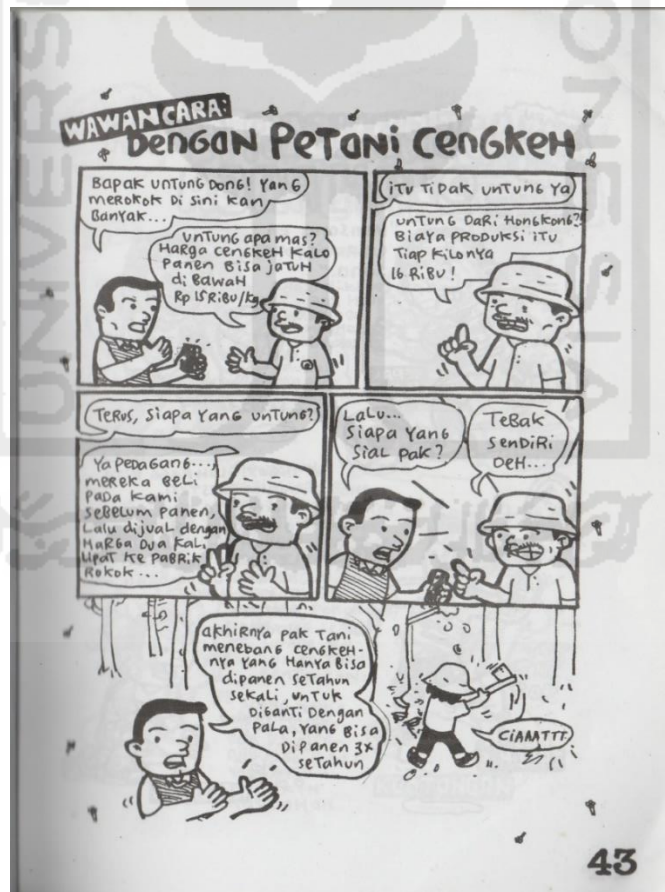 WAWANCARA:
DENGAN PETANI CENGKEH
BAPAK UNTUNG DONG! YANG
MEROKOK DI SINI KAN
BANYAK...
UNTUNG APA MAS?
HARGA CENGKEH KALO
PANEN BISA JATUH
di BAWAH
Rp 15 RiBU/kg
iTU TiDAK UNTUNG YA
UNTUNG DARI HONGKONG?!
BIAYA PRODUKSI ITU
TIAP KILONYA
16 RIBU!
TERUS, SIAPA YANG UNTUNG?
YA PEDAGANG...,
MEREKA BELI
PADA KAMI
SEBELUM PANEN,
LALU dijUAL dENGAN
HARGA DUA KALI
LIPAT KE PABRIK
ROKOK...
LALU...
SIAPA YANG
SIAL PAK?
TEBAK
SENDIRI
DEH...
akHiRNYA PAK TANI
MENEBANG CENGKEH-
NYA YANG HANYA BISA
dipANEN SETAHUN
SEKALI, UNTUK
DIGANTI DENGAN
PALA, YANG BISA
DIPANEN 3X
SETAHUN
CIAAATTT
43
UNIVERS